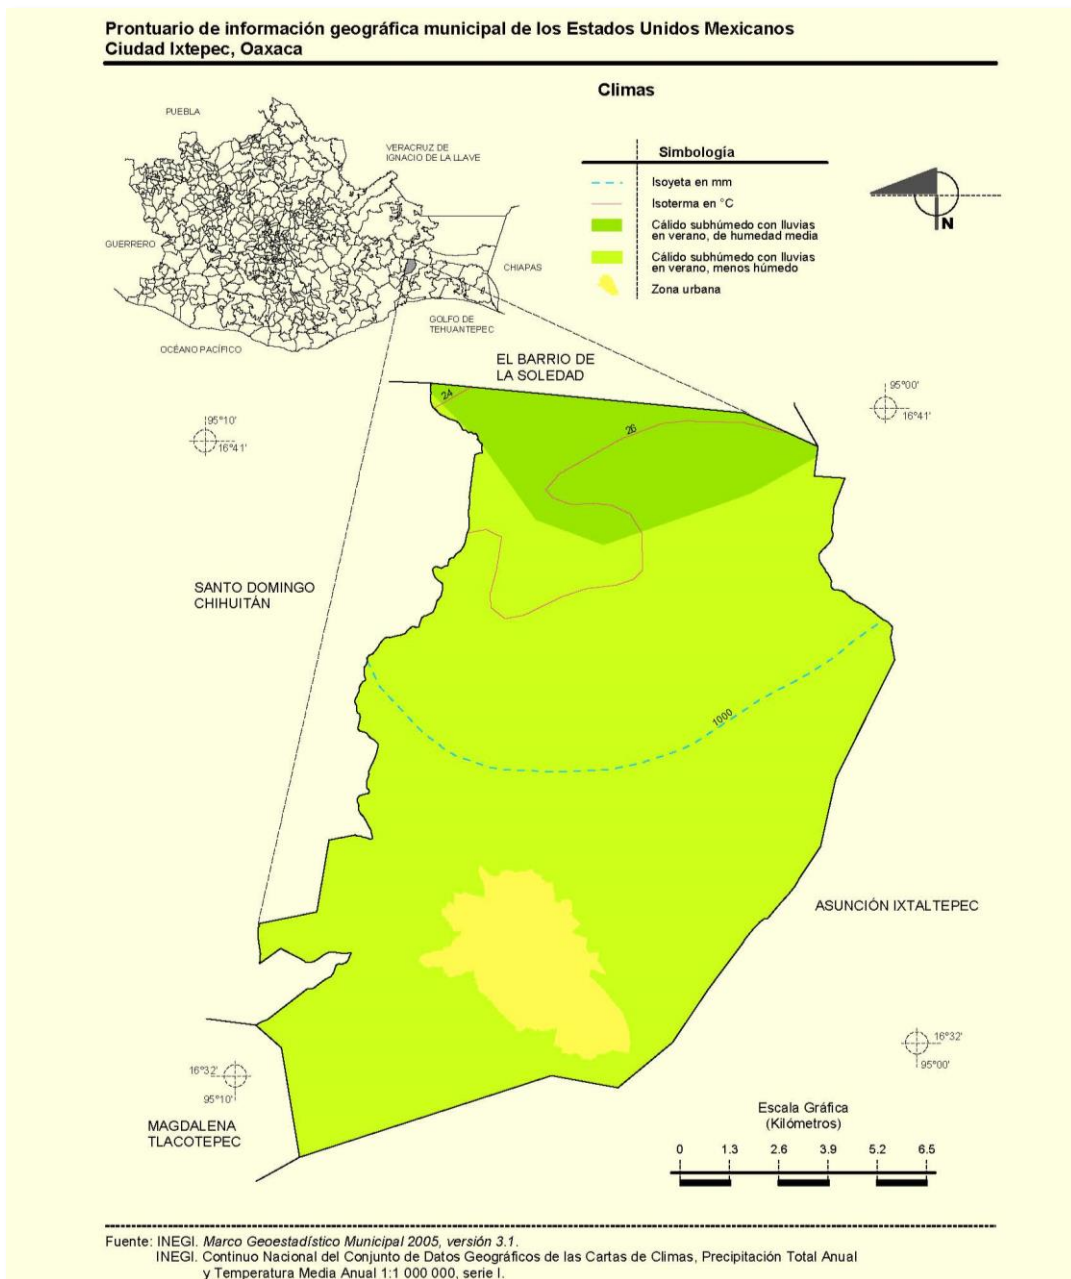 Prontuario de información geográfica municipal de los Estados Unidos Mexicanos
Ciudad Ixtepec, Oaxaca
Climas
PUEBLA
VERACRUZ DE
IGNACIO DE LA LLAVE
GUERRERO
CHIAPAS
GOLFO DE
TEHUANTEPEC
OCÉANO PACÍFICO
Simbología
Isoyeta en mm
Isoterma en °C
Cálido subhúmedo con lluvias
en verano, de humedad media
Cálido subhúmedo con lluvias
en verano, menos húmedo
Zona urbana
N
EL BARRIO DE
LA SOLEDAD
95°10'
16°41'
95°00'
16°41'
24
26
SANTO DOMINGO
CHIHUITÁN
1000
ASUNCIÓN IXTALTEPEC
16°32'
95°10'
16°32'
95°00'
MAGDALENA
TLACOTEPEC
Escala Gráfica
(Kilómetros)
0 1.3 2.6 3.9 5.2 6.5
Fuente: INEGI. Marco Geoestadístico Municipal 2005, versión 3.1.
INEGI. Continuo Nacional del Conjunto de Datos Geográficos de las Cartas de Climas, Precipitación Total Anual
y Temperatura Media Anual 1:1 000 000, serie I.